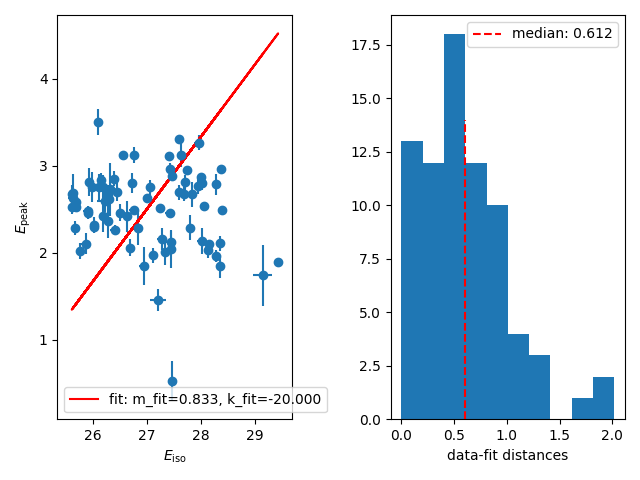 4
3
2
1
E_peak
26 27 28 29
E_iso
fit: m_fit=0.833, k_fit=-20.000
17.5
15.0
12.5
10.0
7.5
5.0
2.5
0.0
0.0 0.5 1.0 1.5 2.0
data-fit distances
median: 0.612